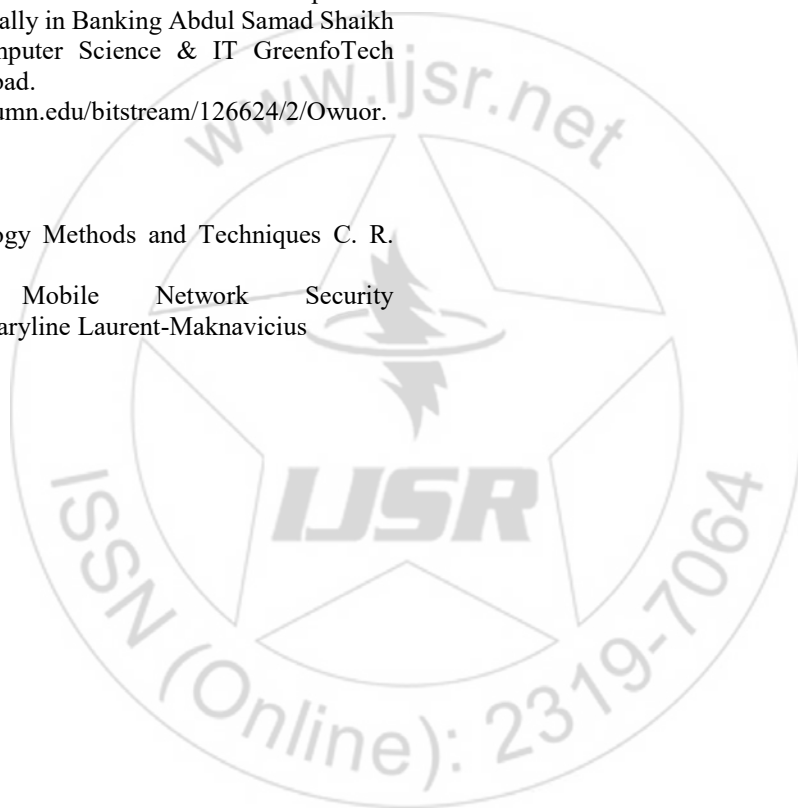 ally in Banking Abdul Samad Shaikh
mputer Science & IT GreenfoTech
oad.
umn.edu/bitstream/126624/2/Owuor.
ogy Methods and Techniques C. R.
Mobile Network Security
aryline Laurent-Maknavicius
www.ijsr.net
IJSR
ISSN (Online): 2319-7064